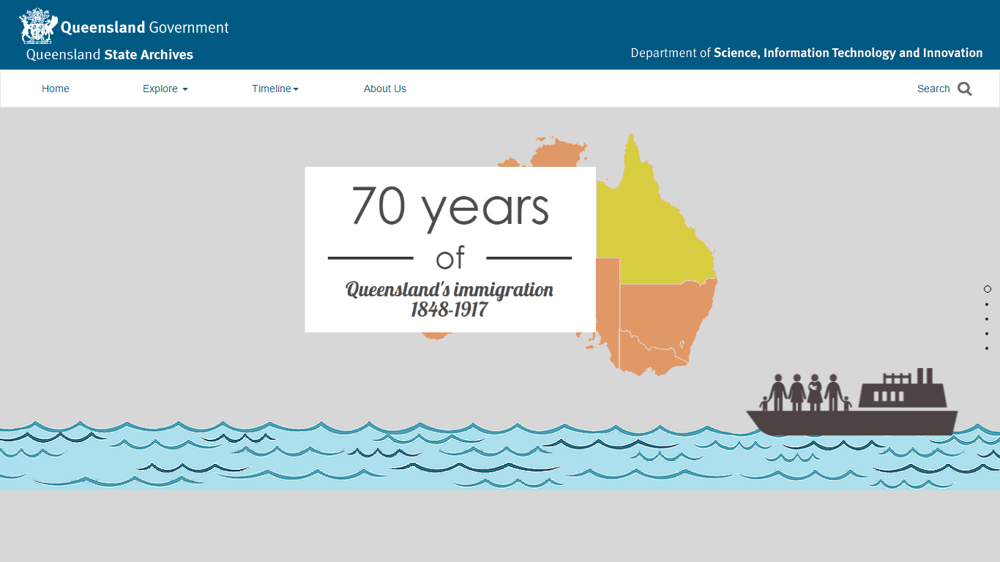 Queensland Government
Queensland State Archives
Department of Science, Information Technology and Innovation
Home
Explore
Timeline
About Us
Search
70 years
of
Queensland's immigration
1848-1917